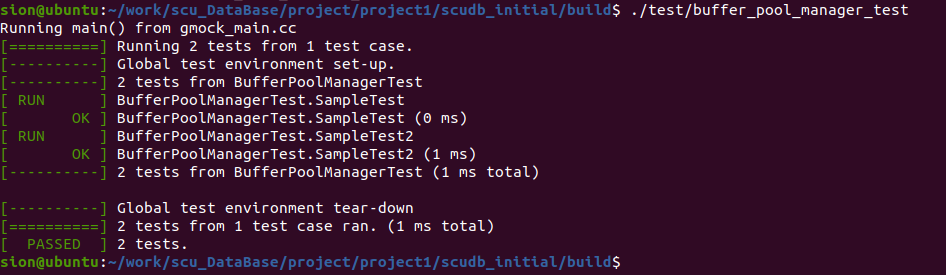 sion@ubuntu:~/work/scu_DataBase/project/project1/scudb_initial/build$ ./test/buffer_pool_manager_test
Running main() from gmock_main.cc
[==========] Running 2 tests from 1 test case.
[----------] Global test environment set-up.
[----------] 2 tests from BufferPoolManagerTest
[ RUN      ] BufferPoolManagerTest.SampleTest
[       OK ] BufferPoolManagerTest.SampleTest (0 ms)
[ RUN      ] BufferPoolManagerTest.SampleTest2
[       OK ] BufferPoolManagerTest.SampleTest2 (1 ms)
[----------] 2 tests from BufferPoolManagerTest (1 ms total)

[----------] Global test environment tear-down
[==========] 2 tests from 1 test case ran. (1 ms total)
[  PASSED  ] 2 tests.
sion@ubuntu:~/work/scu_DataBase/project/project1/scudb_initial/build$